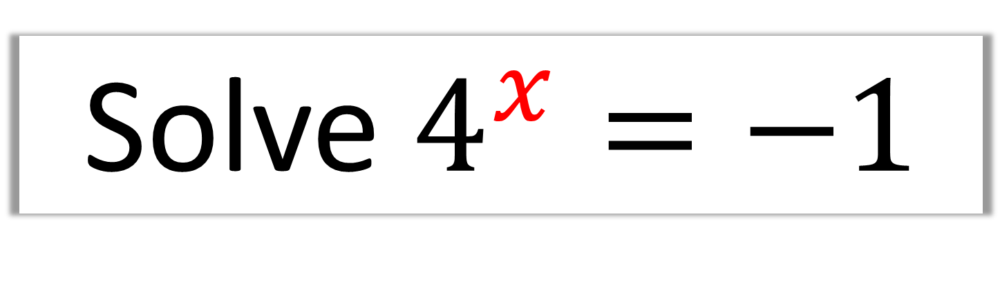 Solve 4^x = −1